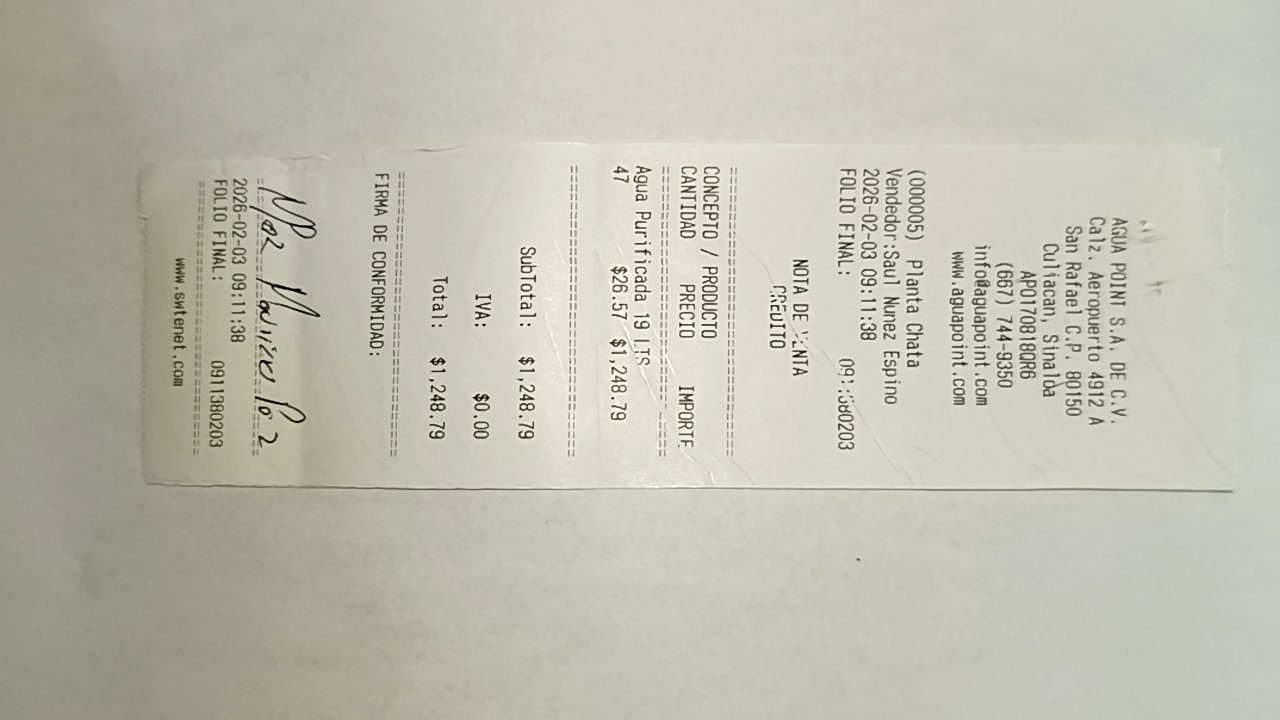 AGUA POINT S.A. DE C.V.
Calz. Aeropuerto 4912 A
San Rafael C.P. 80150
Culiacan, Sinaloa
APO170818QR6
(667) 744-9350
info@aguapoint.com
www.aguapoint.com
(000005) Planta Chata
Vendedor:Saul Nunez Espino
2026-02-03 09:11:38
FOLIO FINAL: 0911380203
NOTA DE VENTA
CREDITO
==============================
CONCEPTO / PRODUCTO
CANTIDAD PRECIO IMPORTE
==============================
Agua Purificada 19 LTS
47 $26.57 $1,248.79
==============================
SubTotal: $1,248.79
IVA: $0.00
Total: $1,248.79
==============================
FIRMA DE CONFORMIDAD:
==============================
2026-02-03 09:11:38
FOLIO FINAL: 0911380203
==============================
www.swtenet.com